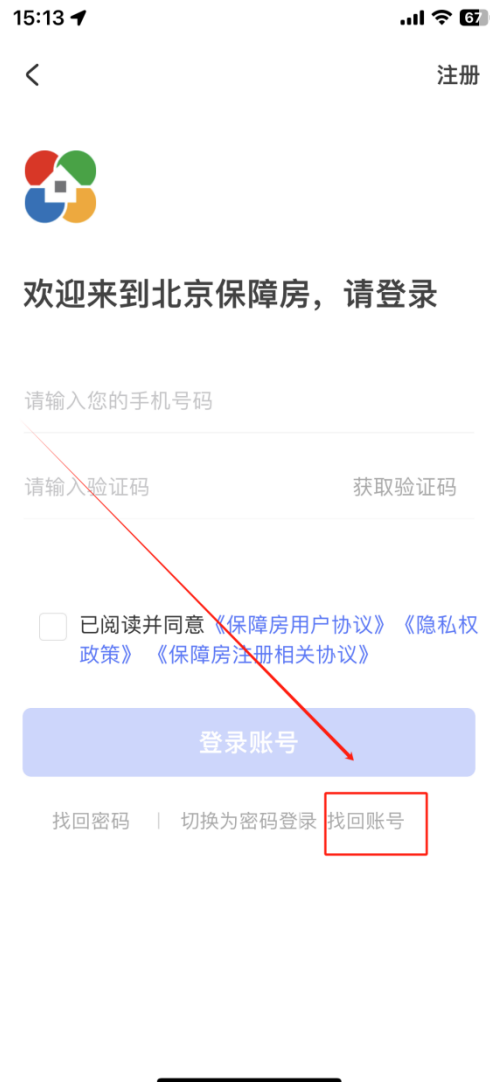 15:13
67
注册
欢迎来到北京保障房，请登录
请输入您的手机号码
请输入验证码 获取验证码
已阅读并同意《保障房用户协议》《隐私权
政策》 《保障房注册相关协议》
登录账号
找回密码 | 切换为密码登录 找回账号